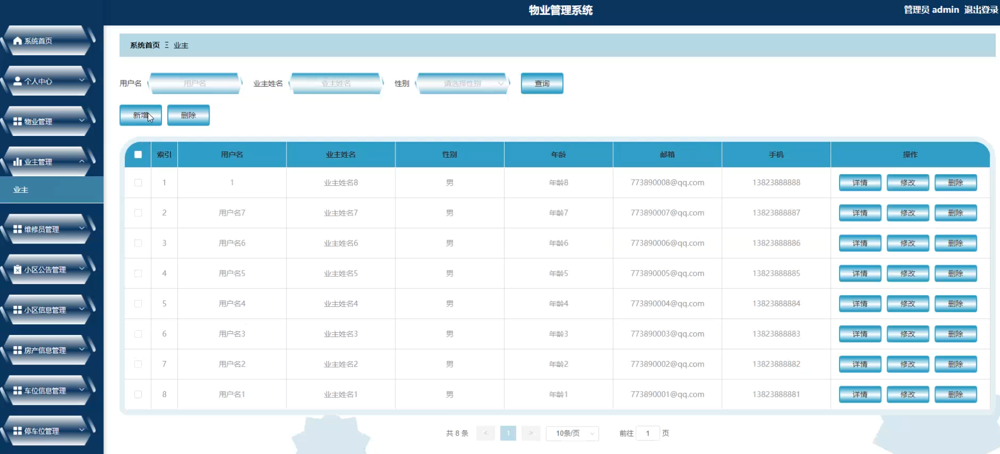 物业管理系统
管理员 admin 退出登录
系统首页
个人中心
物业管理
业主管理
业主
维修员管理
小区公告管理
小区信息管理
房产信息管理
车位信息管理
停车位管理
系统首页 Ξ 业主
用户名 用户名 业主姓名 业主姓名 性别 请选择性别 查询
新增 删除
索引 用户名 业主姓名 性别 年龄 邮箱 手机 操作
1 1 业主姓名8 男 年龄8 773890008@qq.com 13823888888 详情 修改 删除
2 用户名7 业主姓名7 男 年龄7 773890007@qq.com 13823888887 详情 修改 删除
3 用户名6 业主姓名6 男 年龄6 773890006@qq.com 13823888886 详情 修改 删除
4 用户名5 业主姓名5 男 年龄5 773890005@qq.com 13823888885 详情 修改 删除
5 用户名4 业主姓名4 男 年龄4 773890004@qq.com 13823888884 详情 修改 删除
6 用户名3 业主姓名3 男 年龄3 773890003@qq.com 13823888883 详情 修改 删除
7 用户名2 业主姓名2 男 年龄2 773890002@qq.com 13823888882 详情 修改 删除
8 用户名1 业主姓名1 男 年龄1 773890001@qq.com 13823888881 详情 修改 删除
共 8 条 < 1 > 10条/页 前往 1 页